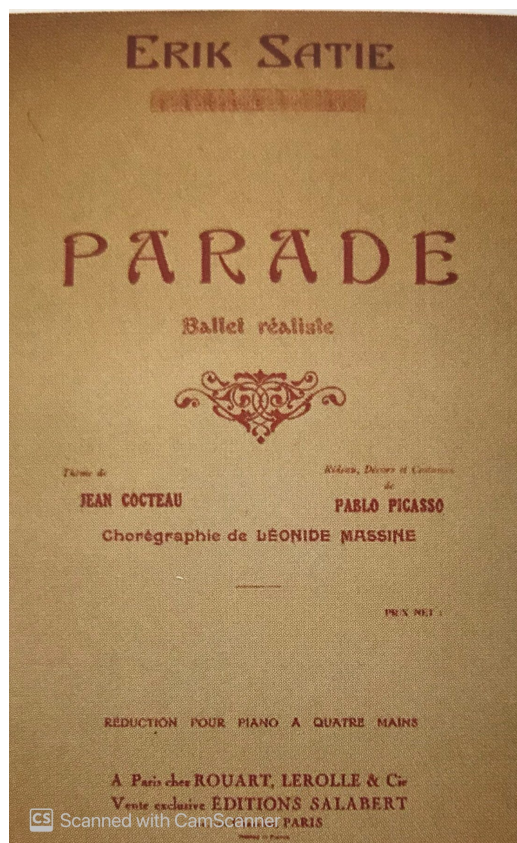 ERIK SATIE
PARADE
Ballet réaliste
Thème de
JEAN COCTEAU
Rideau, Décors et Costumes
de
PABLO PICASSO
Chorégraphie de LÉONIDE MASSINE
PRIX NET :
RÉDUCTION POUR PIANO A QUATRE MAINS
A Paris chez ROUART, LEROLLE & Cie
Vente exclusive ÉDITIONS SALABERT
PARIS
CS Scanned with CamScanner